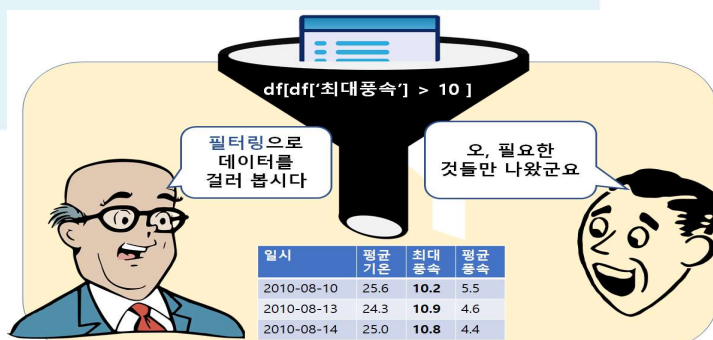 df[df['최대풍속'] > 10 ]
필터링으로
데이터를
걸러 봅시다
오, 필요한
것들만 나왔군요
일시 평균 기온 최대 풍속 평균 풍속
2010-08-10 25.6 10.2 5.5
2010-08-13 24.3 10.9 4.6
2010-08-14 25.0 10.8 4.4